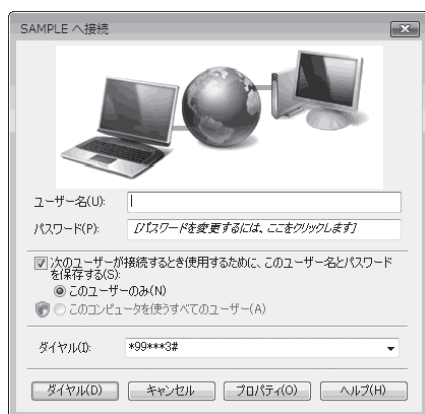 SAMPLE へ接続
ユーザー名(U):
パスワード(P): [パスワードを変更するには、ここをクリックします]
次のユーザーが接続するとき使用するために、このユーザー名とパスワード
を保存する(S):
このユーザーのみ(N)
このコンピュータを使うすべてのユーザー(A)
ダイヤル(I): *99***3#
ダイヤル(D) キャンセル プロパティ(O) ヘルプ(H)